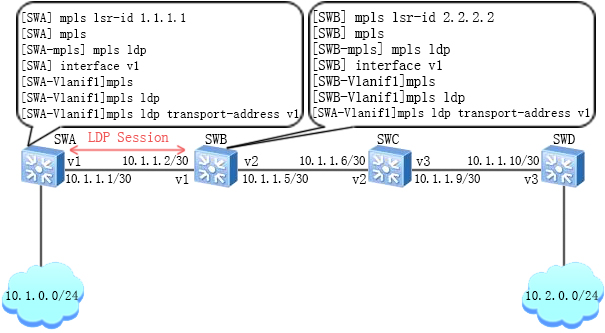 [SWA] mpls lsr-id 1.1.1.1
[SWA] mpls
[SWA-mpls] mpls ldp
[SWA] interface v1
[SWA-Vlanif1]mpls
[SWA-Vlanif1]mpls ldp
[SWA-Vlanif1]mpls ldp transport-address v1
[SWB] mpls lsr-id 2.2.2.2
[SWB] mpls
[SWB-mpls] mpls ldp
[SWB] interface v1
[SWB-Vlanif1]mpls
[SWB-Vlanif1]mpls ldp
[SWA-Vlanif1]mpls ldp transport-address v1
SWA
LDP Session
SWB
SWC
SWD
v1
10.1.1.2/30
v2
10.1.1.6/30
v3
10.1.1.10/30
10.1.1.1/30
v1
10.1.1.5/30
v2
10.1.1.9/30
v3
10.1.0.0/24
10.2.0.0/24